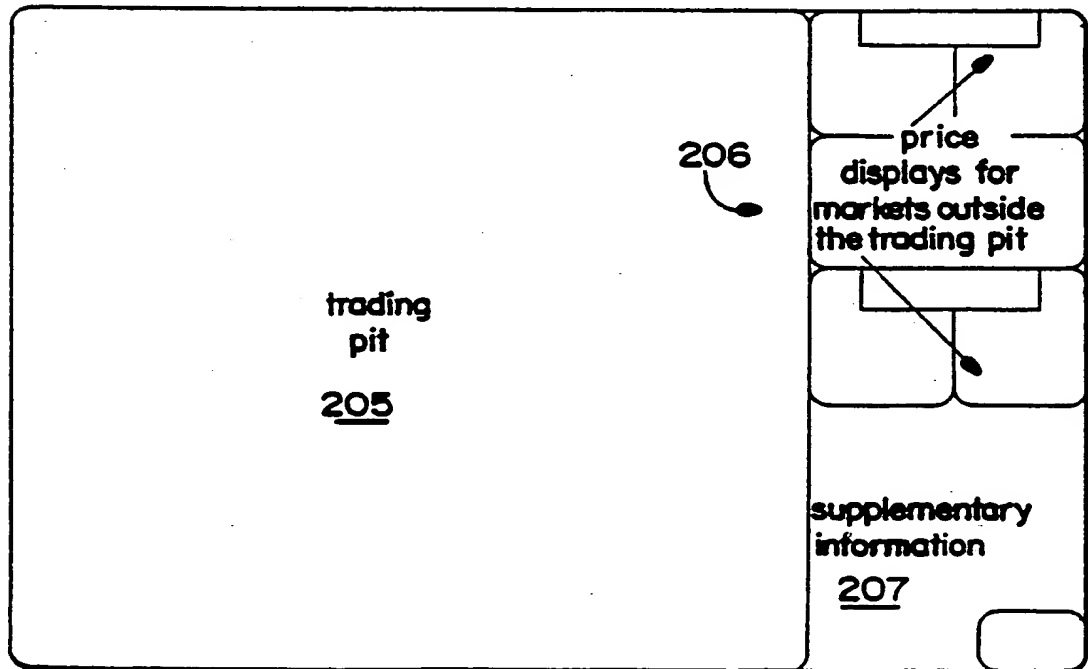 206
price
displays for
markets outside
the trading pit
trading
pit
205
supplementary
information
207